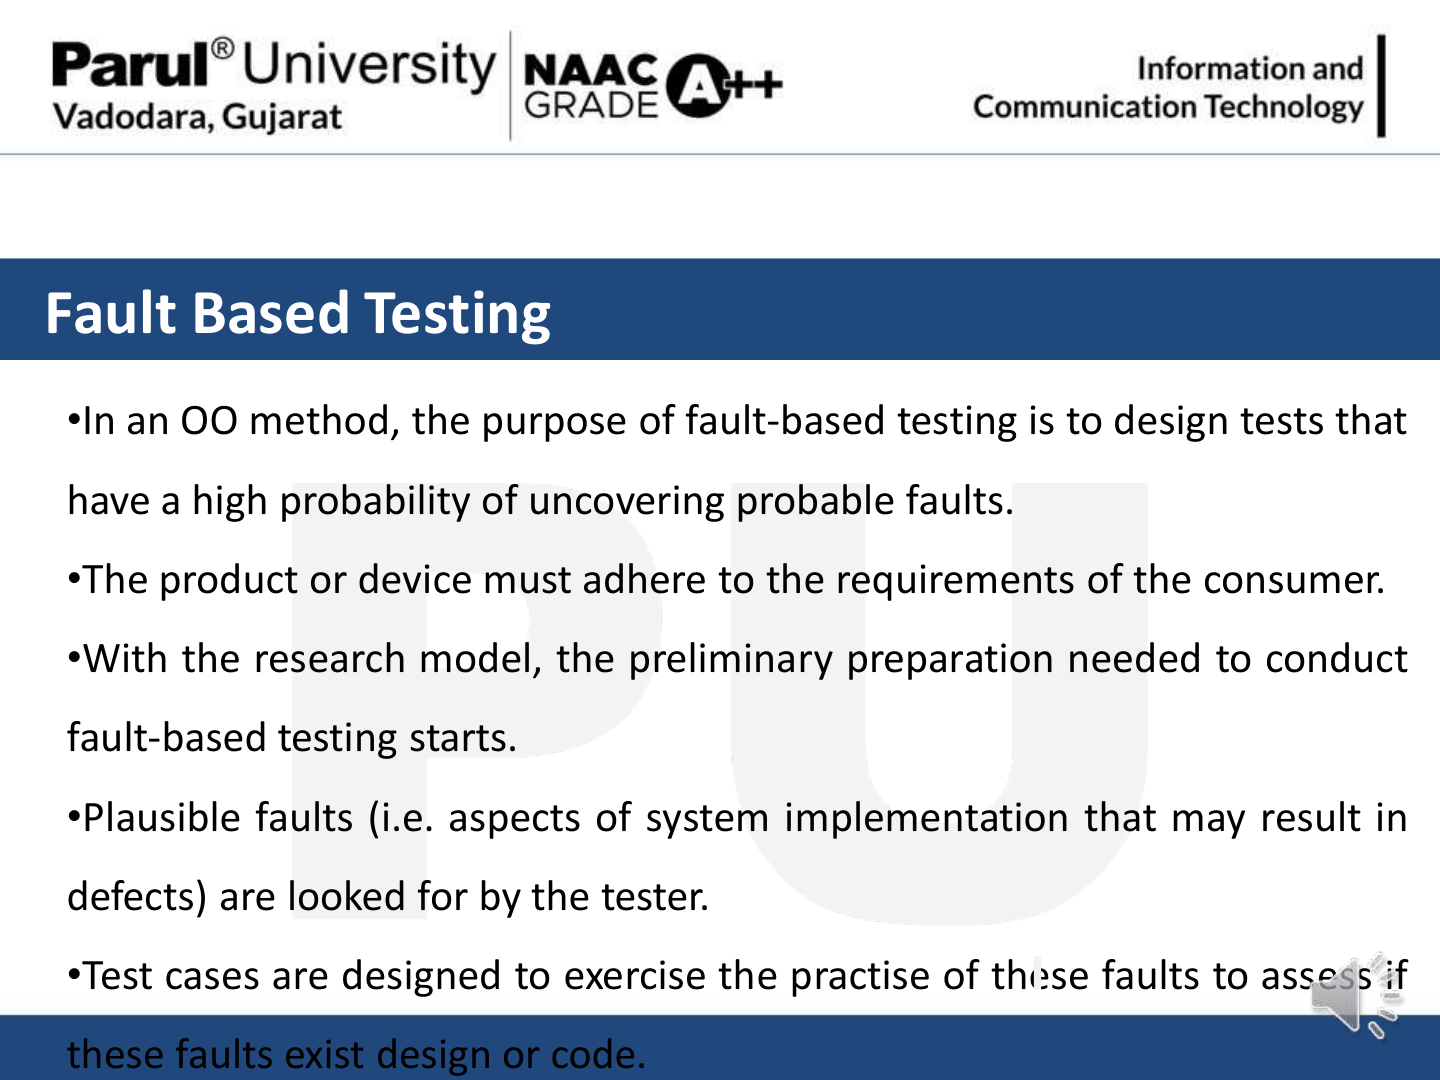 Parul® University
Vadodara, Gujarat
NAAC
GRADE A++
Information and
Communication Technology
Fault Based Testing
•In an OO method, the purpose of fault-based testing is to design tests that
have a high probability of uncovering probable faults.
•The product or device must adhere to the requirements of the consumer.
•With the research model, the preliminary preparation needed to conduct
fault-based testing starts.
•Plausible faults (i.e. aspects of system implementation that may result in
defects) are looked for by the tester.
•Test cases are designed to exercise the practise of these faults to assess if
these faults exist design or code.
PU